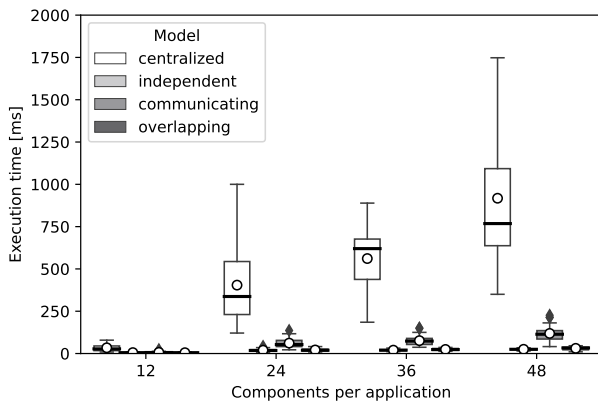 2000
1750
1500
1250
1000
750
500
250
0
Execution time [ms]
Model
centralized
independent
communicating
overlapping
12
24
36
48
Components per application